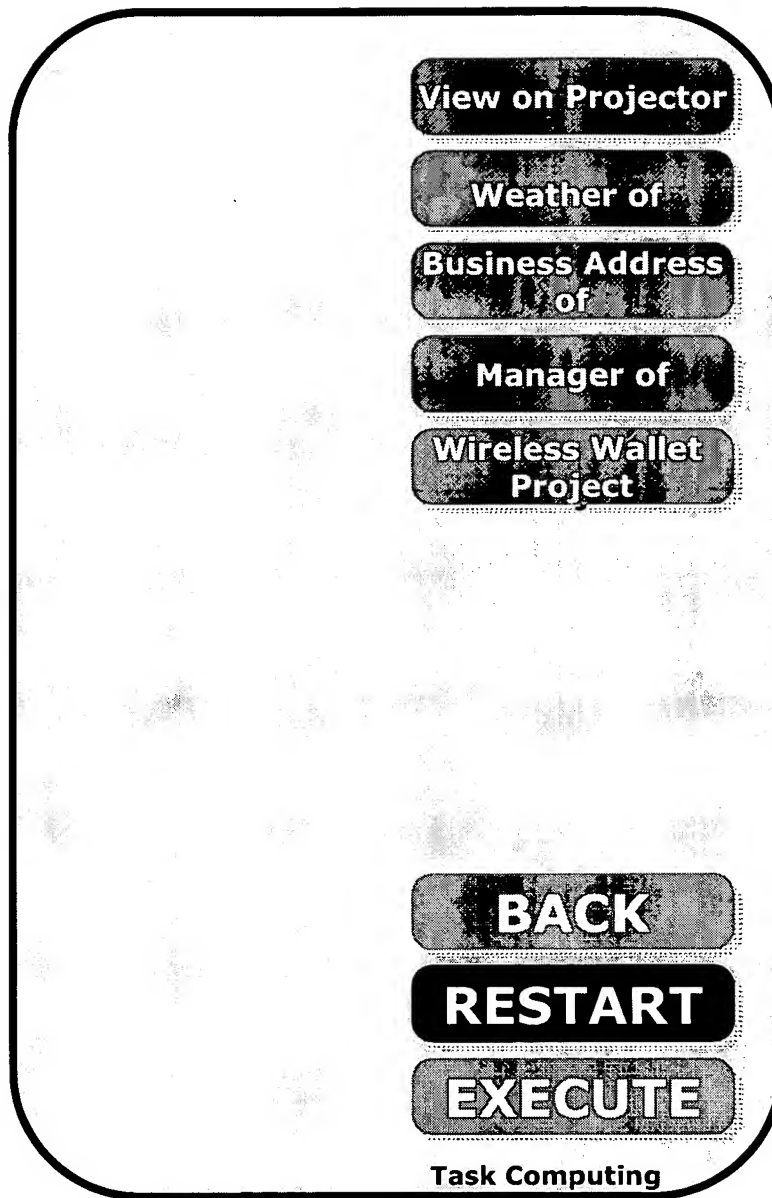 View on Projector
Weather of
Business Address
of
Manager of
Wireless Wallet
Project
BACK
RESTART
EXECUTE
Task Computing